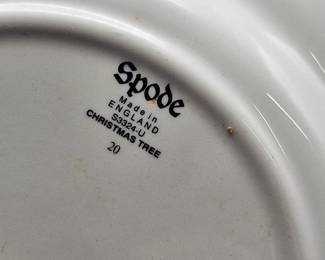 Spode
Made in
ENGLAND
S3324-U
CHRISTMAS TREE
20